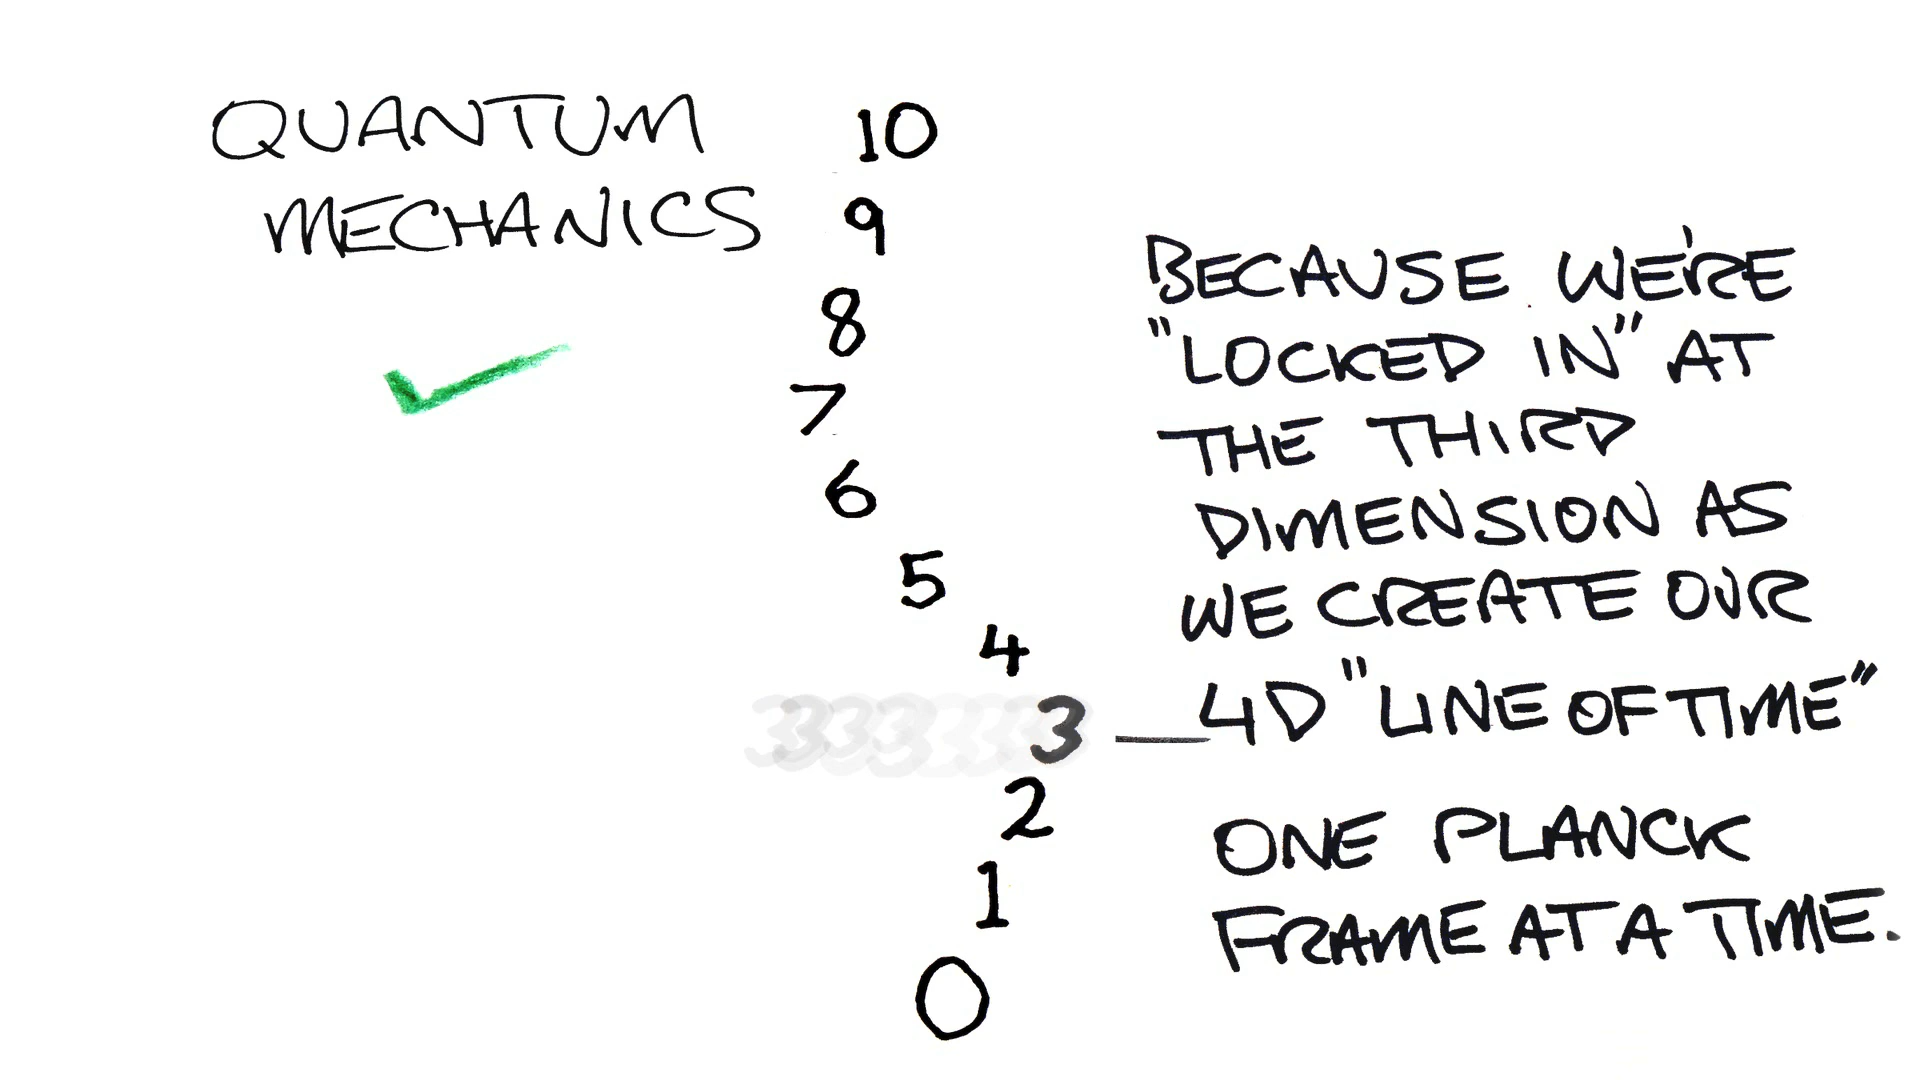 QUANTUM
MECHANICS
10
9
8
7
6
5
4
3
2
1
0
BECAUSE WE'RE
"LOCKED IN" AT
THE THIRD
DIMENSION AS
WE CREATE OUR
4D "LINE OF TIME"
ONE PLANCK
FRAME AT A TIME.